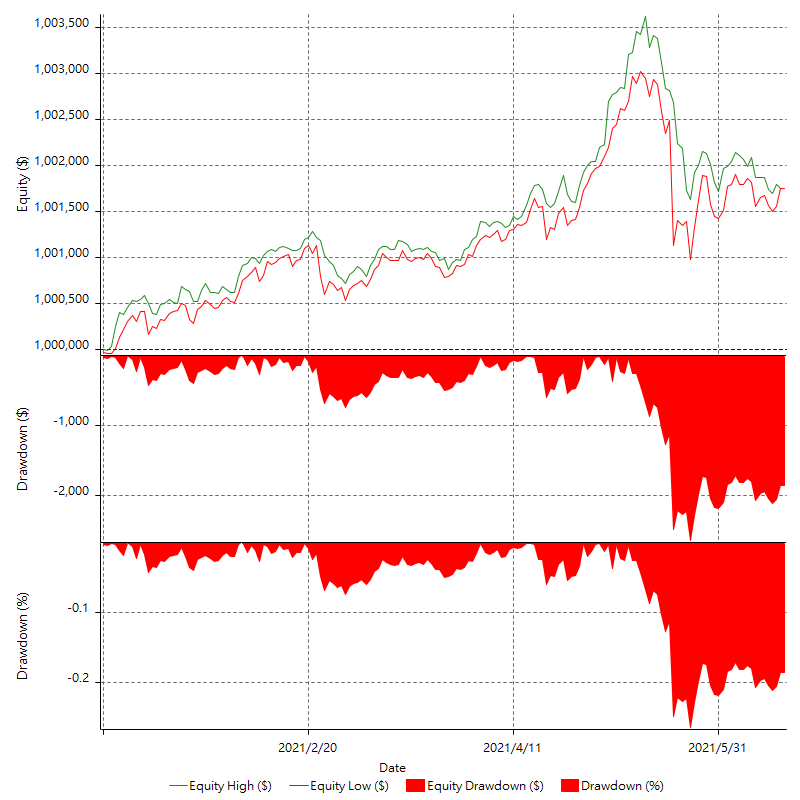 1,003,500
1,003,000
1,002,500
1,002,000
1,001,500
1,001,000
1,000,500
1,000,000
Equity ($)
-1,000
-2,000
Drawdown ($)
-0.1
-0.2
Drawdown (%)
2021/2/20 2021/4/11 2021/5/31
Date
Equity High ($) Equity Low ($) Equity Drawdown ($) Drawdown (%)